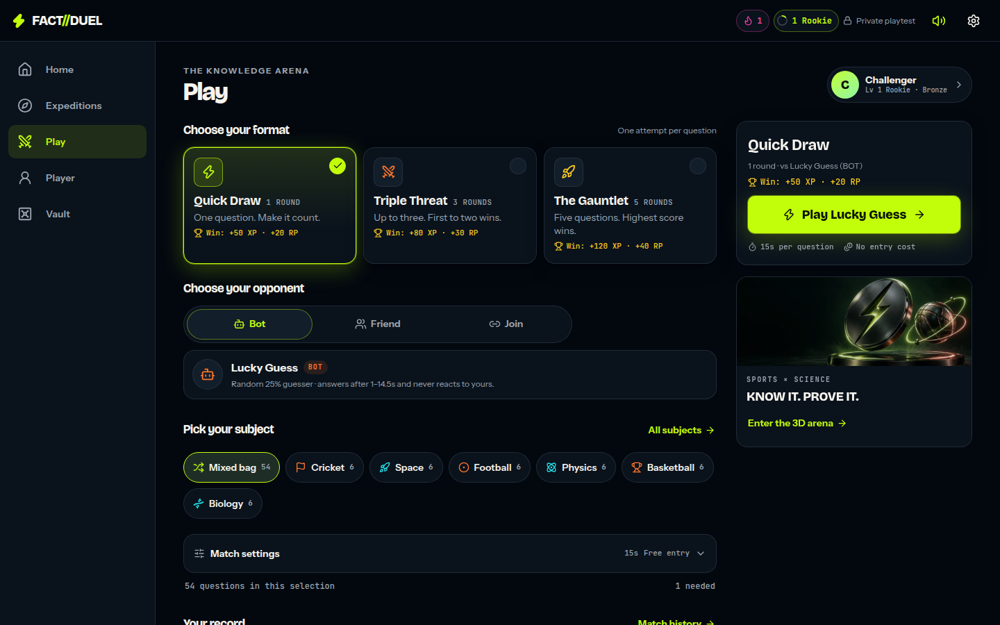 FACT//DUEL
1
1 Rookie
Private playtest
Home
Expeditions
Play
Player
Vault
THE KNOWLEDGE ARENA
Play
C
Challenger
Lv 1 Rookie · Bronze
Choose your format
One attempt per question
Quick Draw 1 ROUND
One question. Make it count.
Win: +50 XP · +20 RP
Triple Threat 3 ROUNDS
Up to three. First to two wins.
Win: +80 XP · +30 RP
The Gauntlet 5 ROUNDS
Five questions. Highest score
wins.
Win: +120 XP · +40 RP
Quick Draw
1 round · vs Lucky Guess (BOT)
Win: +50 XP · +20 RP
Play Lucky Guess
15s per question
No entry cost
Choose your opponent
Bot
Friend
Join
Lucky Guess BOT
Random 25% guesser · answers after 1–14.5s and never reacts to yours.
SPORTS × SCIENCE
KNOW IT. PROVE IT.
Enter the 3D arena
Pick your subject
All subjects
Mixed bag 54
Cricket 6
Space 6
Football 6
Physics 6
Basketball 6
Biology 6
Match settings
15s Free entry
54 questions in this selection
1 needed
Your record
Match history